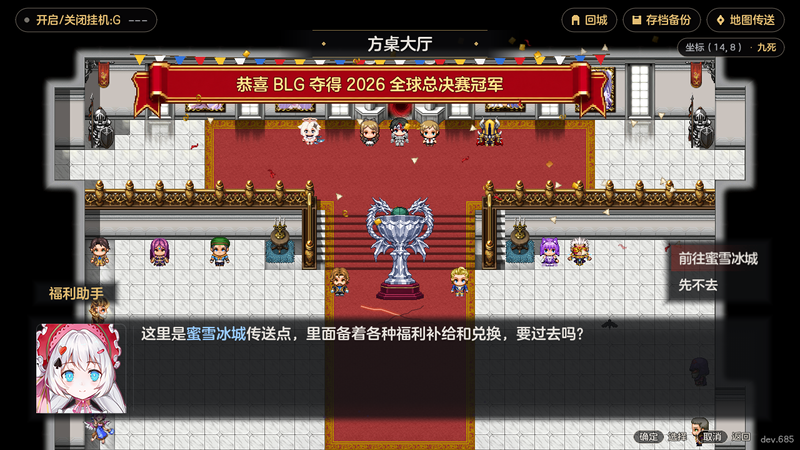 开启/关闭挂机:G ---
回城
存档备份
地图传送
方桌大厅
坐标 ( 14, 8 ) · 九死
恭喜 BLG 夺得 2026 全球总决赛冠军
前往蜜雪冰城
先不去
福利助手
这里是蜜雪冰城传送点，里面备着各种福利补给和兑换，要过去吗？
确定 选择 取消 返回
dev.685